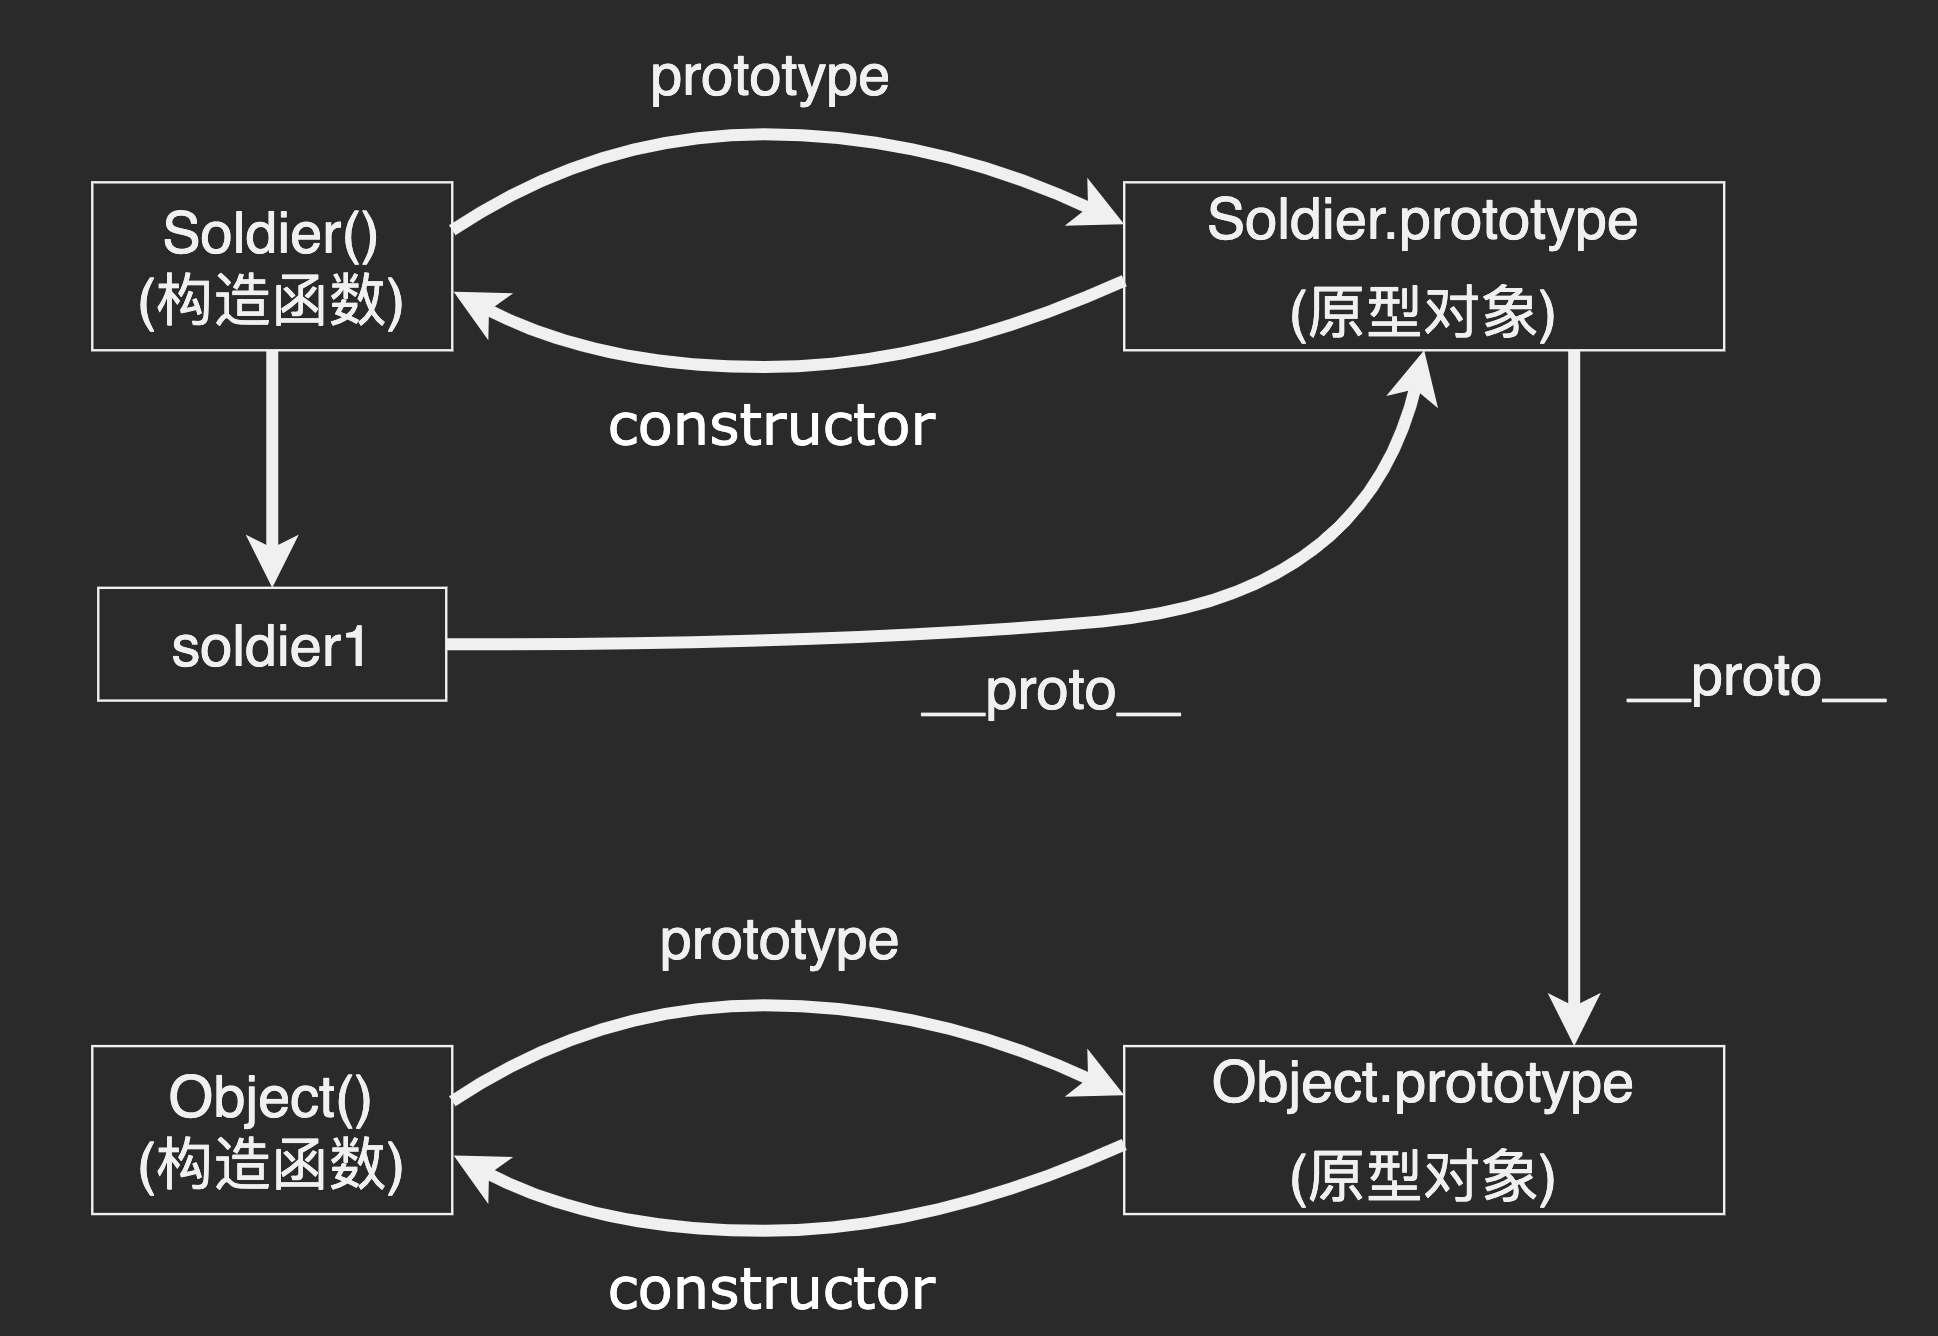 prototype
Soldier()
(构造函数)
Soldier.prototype
(原型对象)
constructor
soldier1
__proto__
__proto__
prototype
Object()
(构造函数)
Object.prototype
(原型对象)
constructor